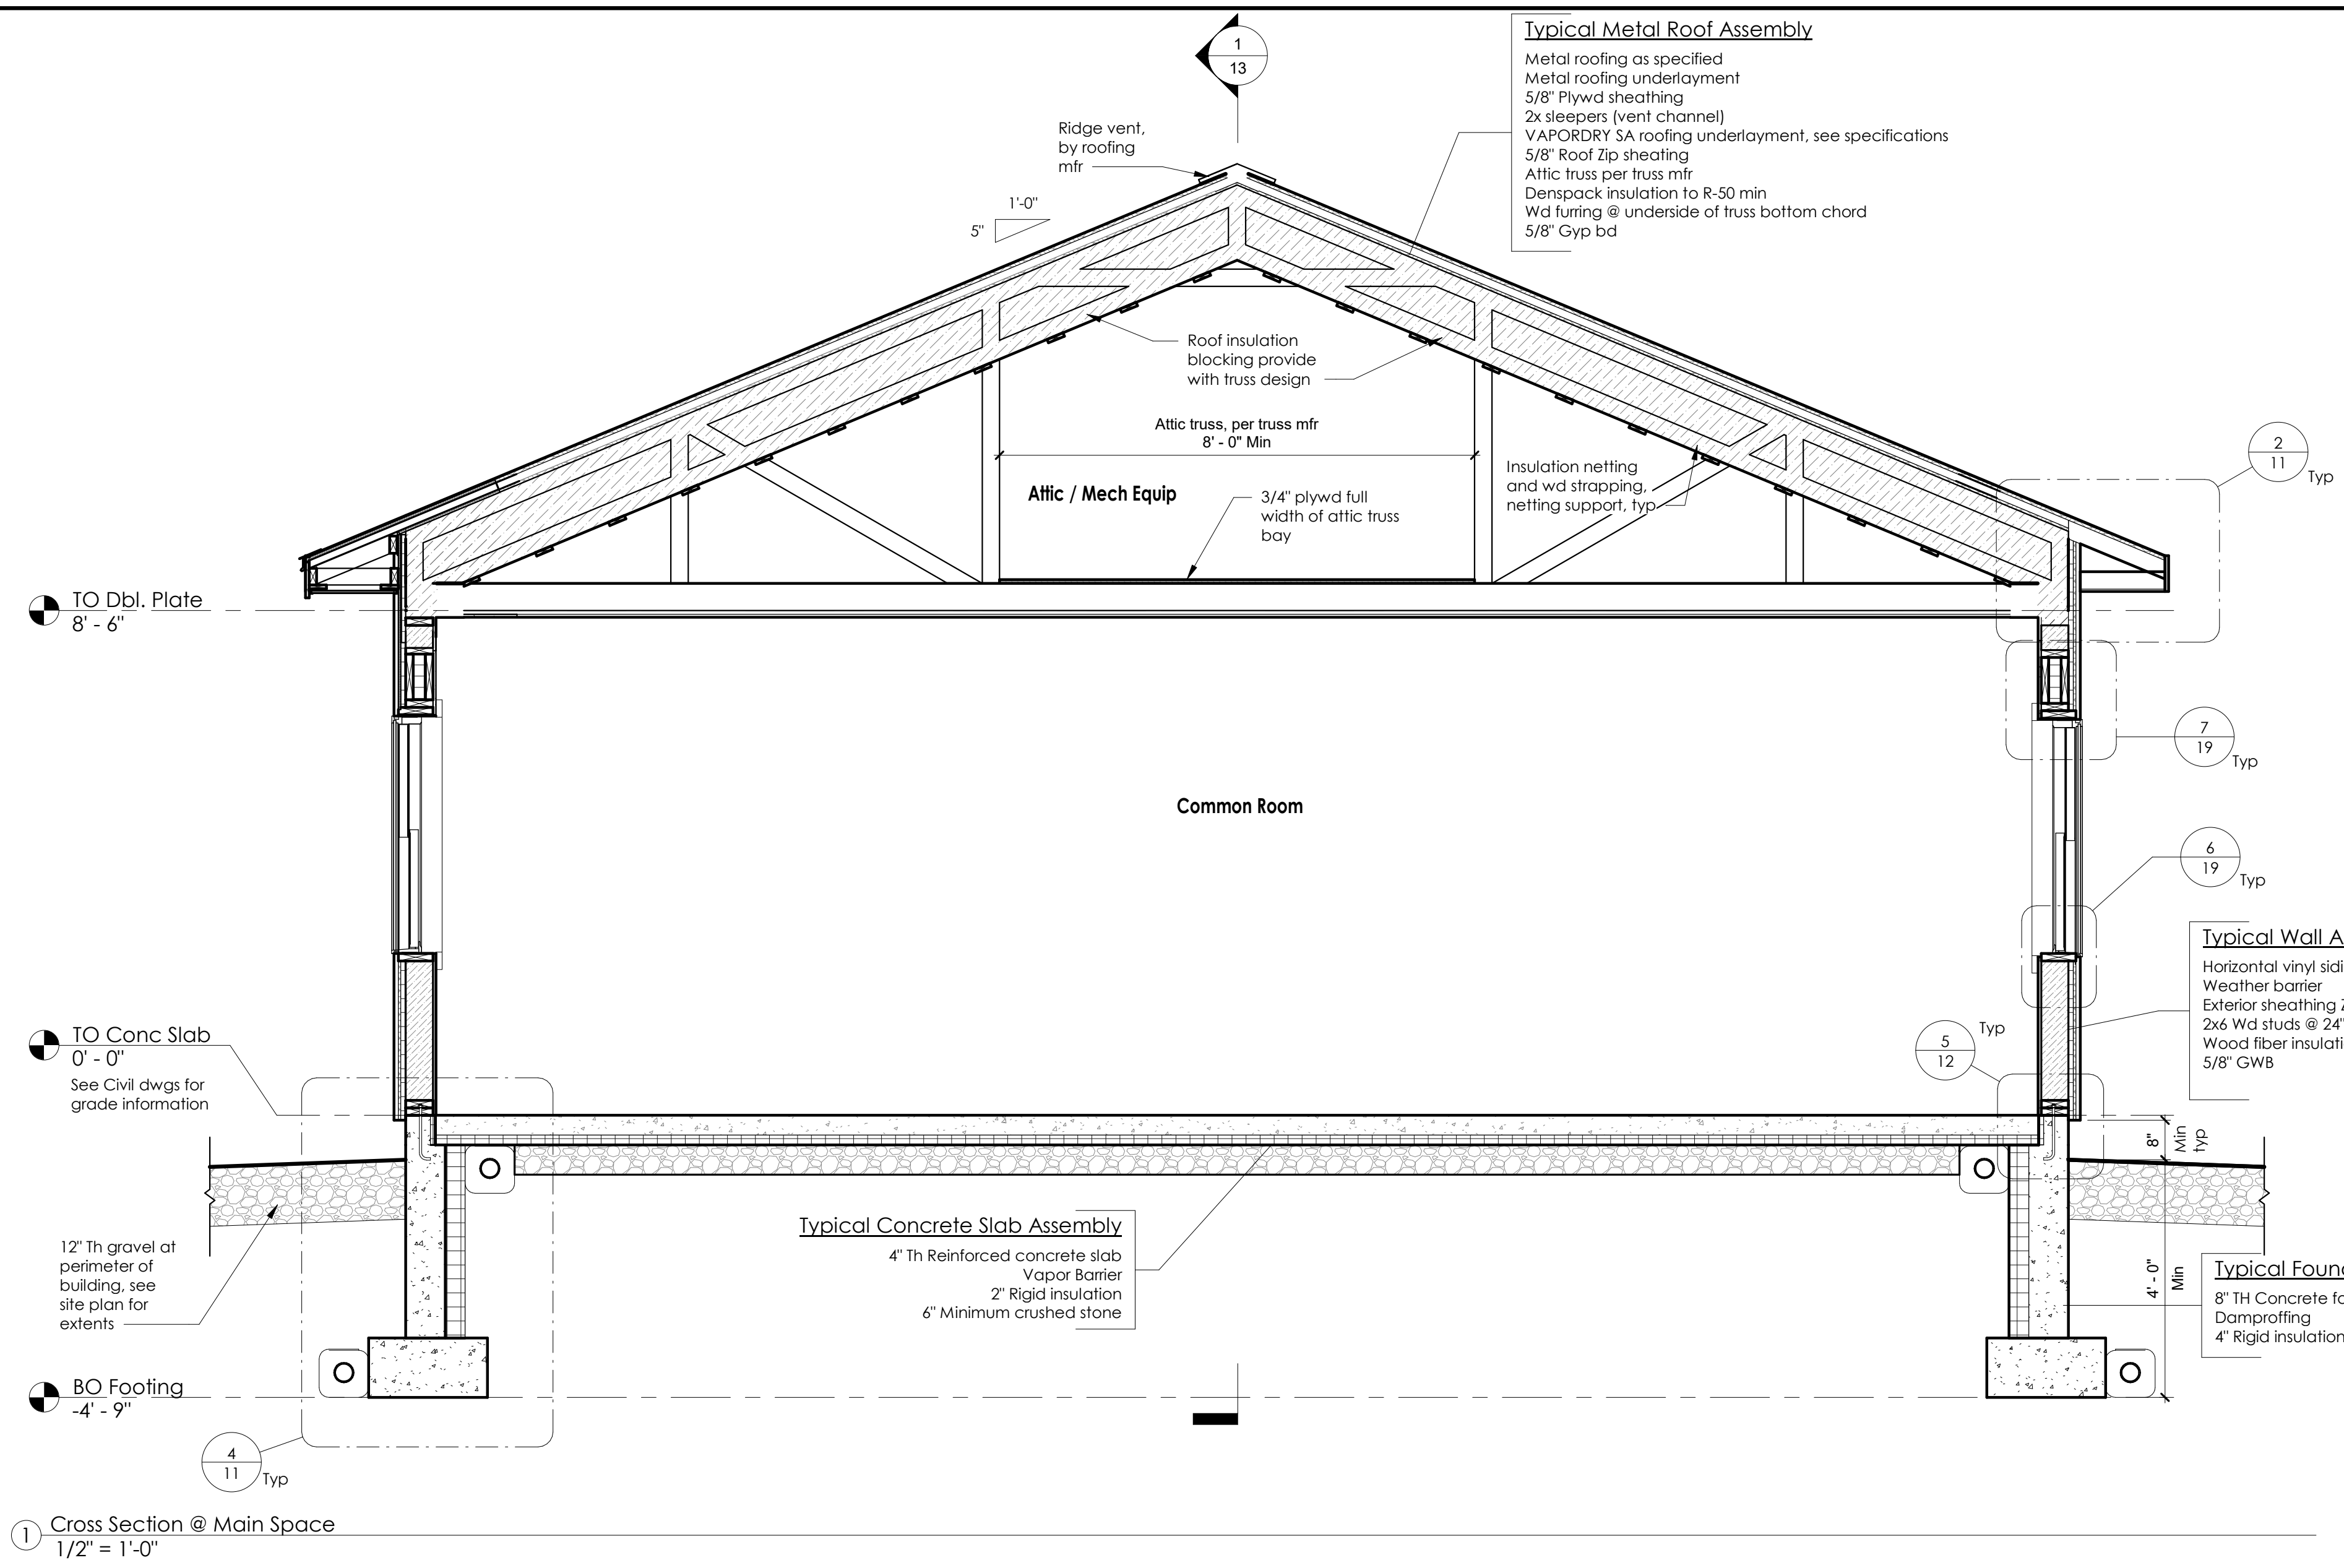 1
13
Typical Metal Roof Assembly
Metal roofing as specified
Metal roofing underlayment
5/8" Plywd sheathing
2x sleepers (vent channel)
VAPORDRY SA roofing underlayment, see specifications
5/8" Roof Zip sheating
Attic truss per truss mfr
Denspack insulation to R-50 min
Wd furring @ underside of truss bottom chord
5/8" Gyp bd
Ridge vent,
by roofing
mfr
1'-0"
5"
Roof insulation
blocking provide
with truss design
Attic truss, per truss mfr
8' - 0" Min
Attic / Mech Equip
3/4" plywd full
width of attic truss
bay
Insulation netting
and wd strapping,
netting support, typ
2
11
Typ
TO Dbl. Plate
8' - 6"
7
19
Typ
Common Room
6
19
Typ
Typical Wall A
Horizontal vinyl sidi
Weather barrier
Exterior sheathing Z
2x6 Wd studs @ 24"
Wood fiber insulati
5/8" GWB
TO Conc Slab
0' - 0"
See Civil dwgs for
grade information
5
12
Typ
8"
Min
typ
12" Th gravel at
perimeter of
building, see
site plan for
extents
Typical Concrete Slab Assembly
4" Th Reinforced concrete slab
Vapor Barrier
2" Rigid insulation
6" Minimum crushed stone
4' - 0"
Min
Typical Foun
8" TH Concrete fo
Damproffing
4" Rigid insulation
BO Footing
-4' - 9"
4
11
Typ
1
Cross Section @ Main Space
1/2" = 1'-0"